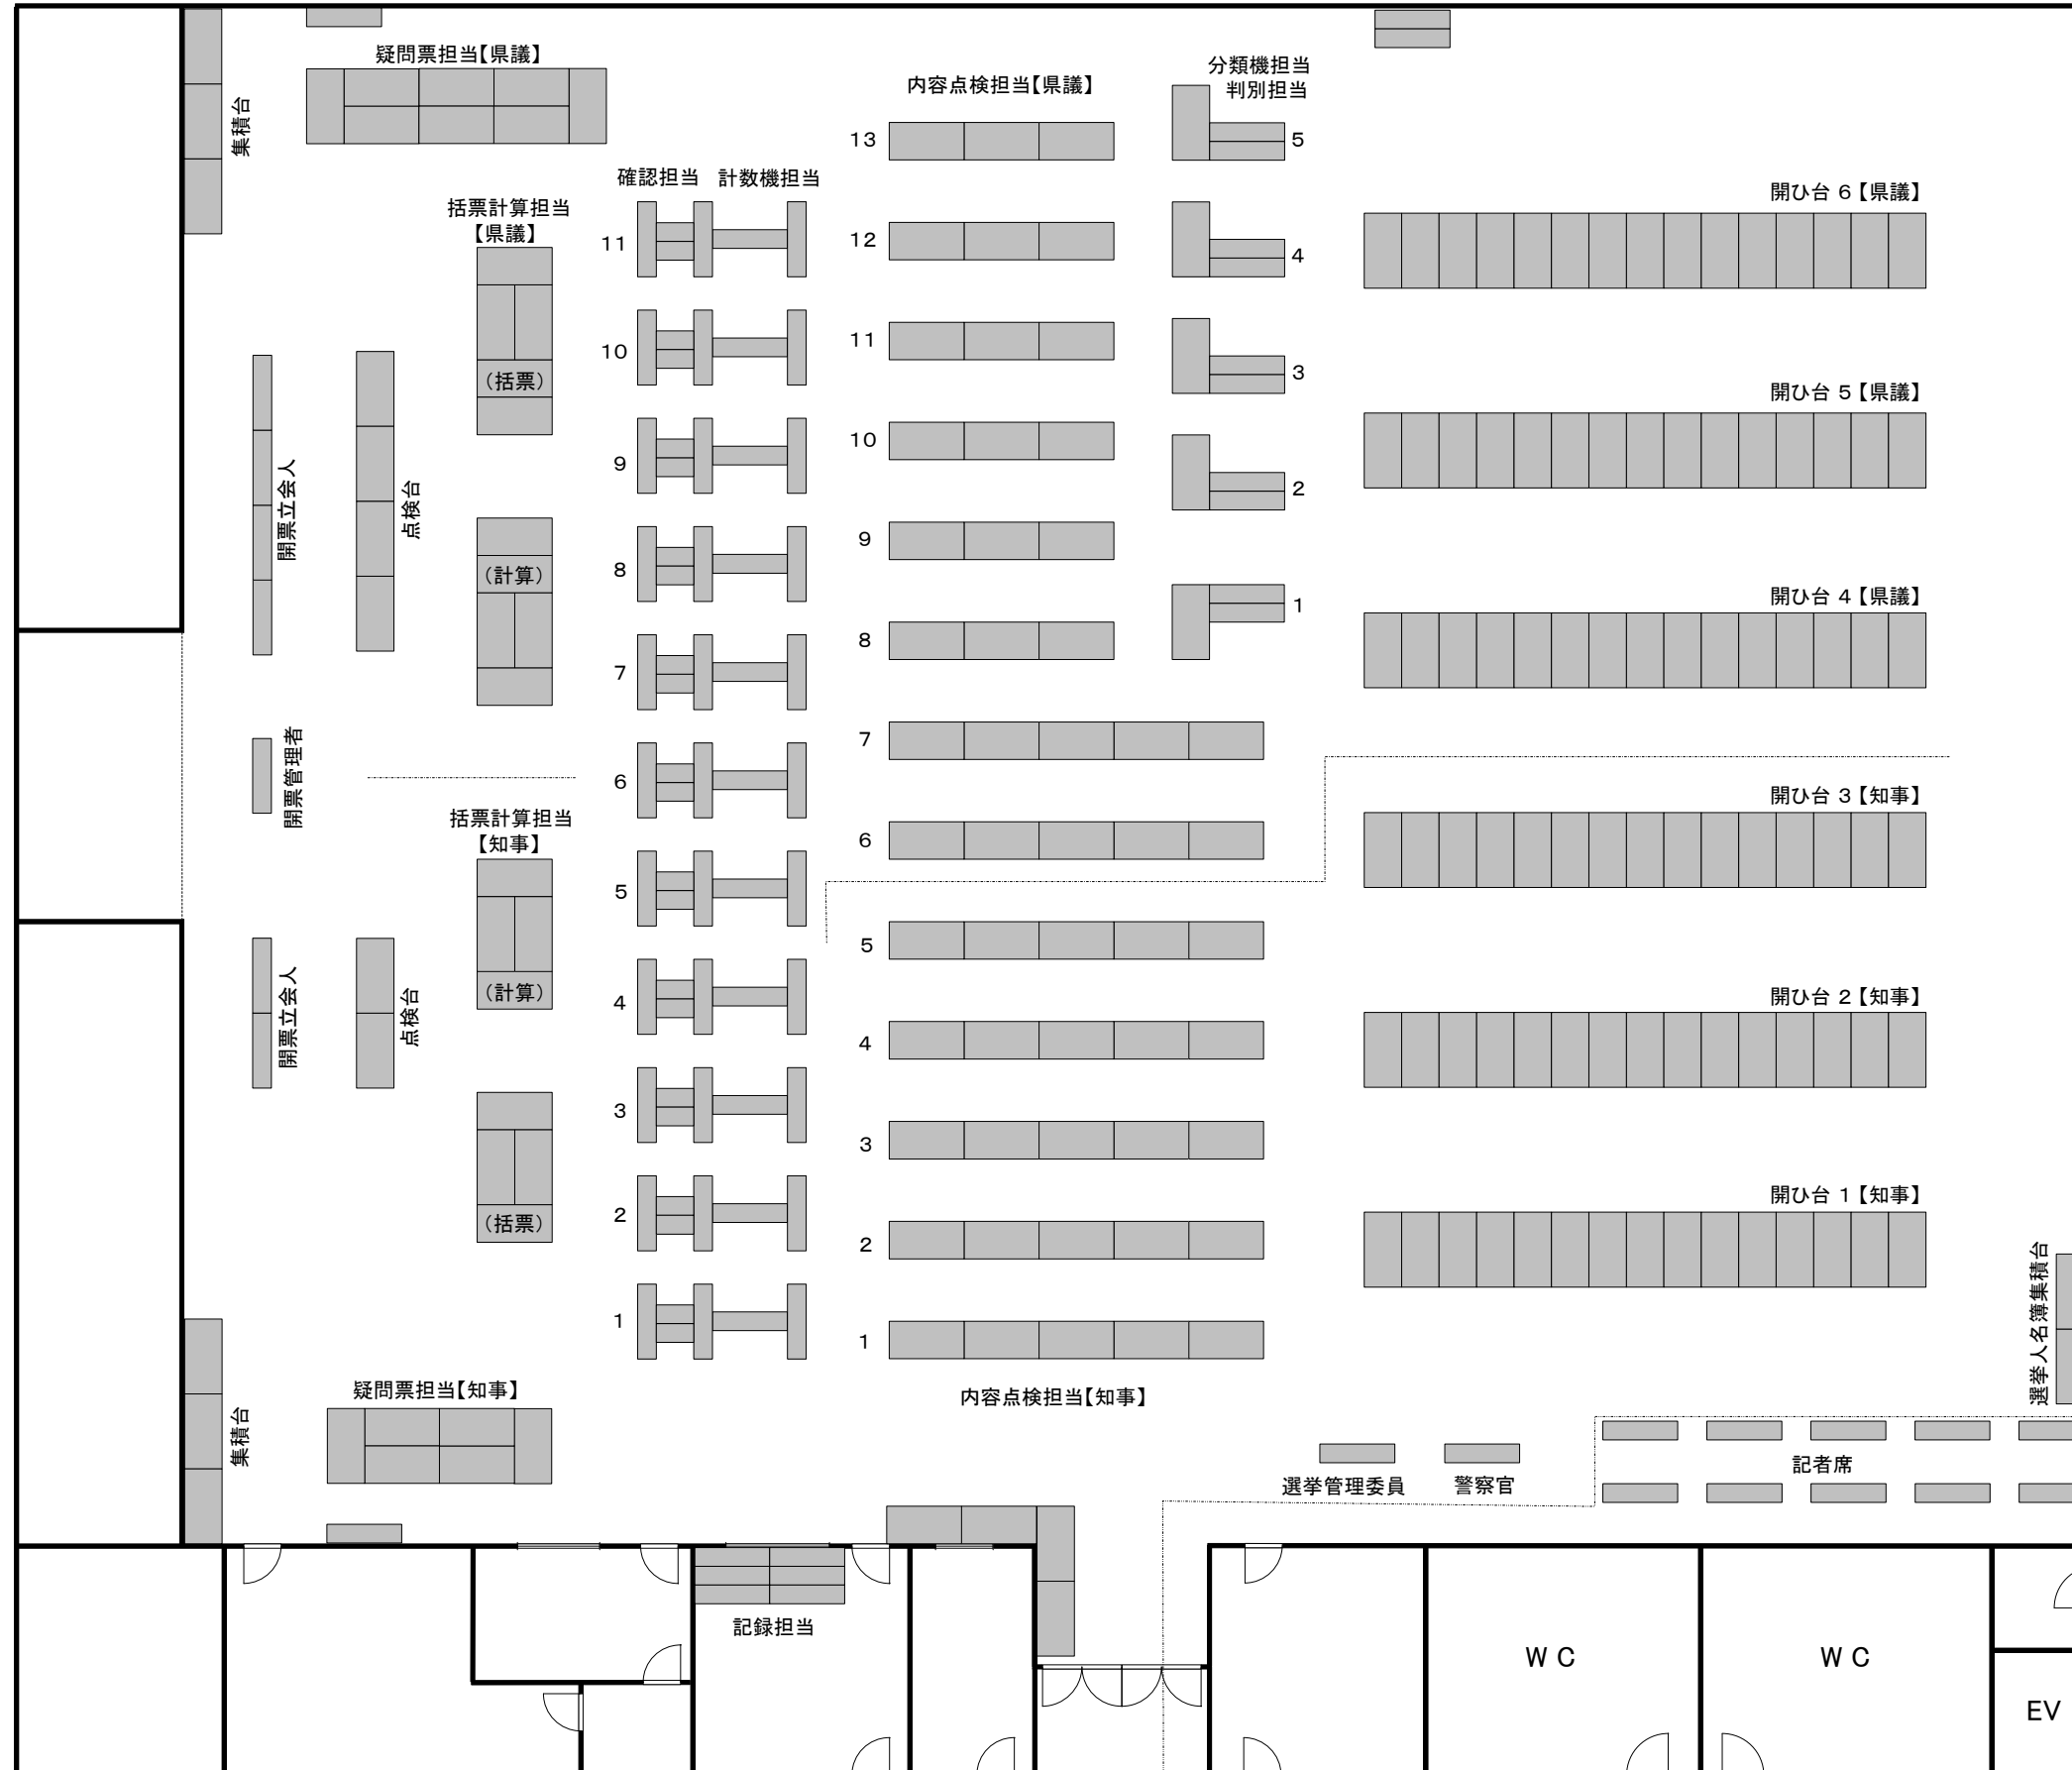 疑問票担当【県議】
集積台
内容点検担当【県議】
分類機担当
判別担当
13
12
11
10
9
8
7
6
5
4
3
2
1
5
4
3
2
1
確認担当 計数機担当
11
10
9
8
7
6
5
4
3
2
1
括票計算担当
【県議】
(括票)
(計算)
開ひ台 6【県議】
開ひ台 5【県議】
開ひ台 4【県議】
開ひ台 3【知事】
開ひ台 2【知事】
開ひ台 1【知事】
開票立会人
点検台
開票管理者
括票計算担当
【知事】
(計算)
(括票)
開票立会人
点検台
集積台
疑問票担当【知事】
内容点検担当【知事】
選挙人名簿集積台
選挙管理委員
警察官
記者席
記録担当
WC
WC
EV